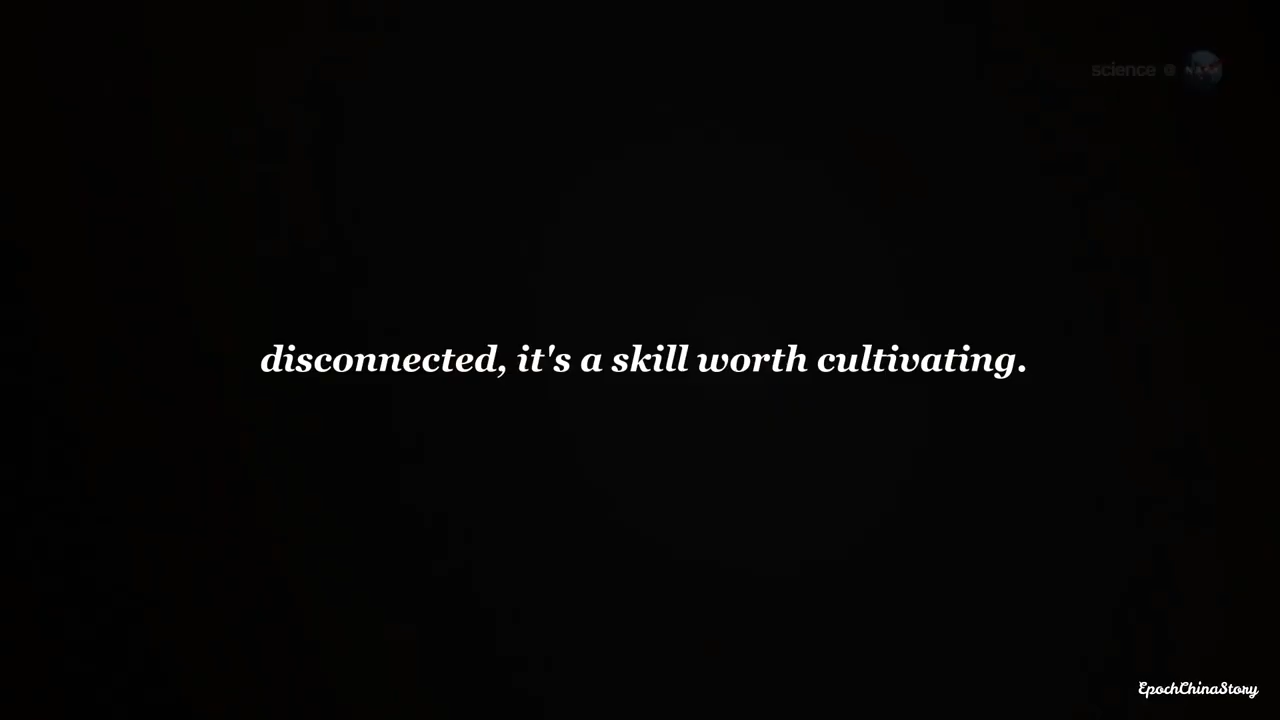 science @ NASA
disconnected, it's a skill worth cultivating.
EpochChinaStory